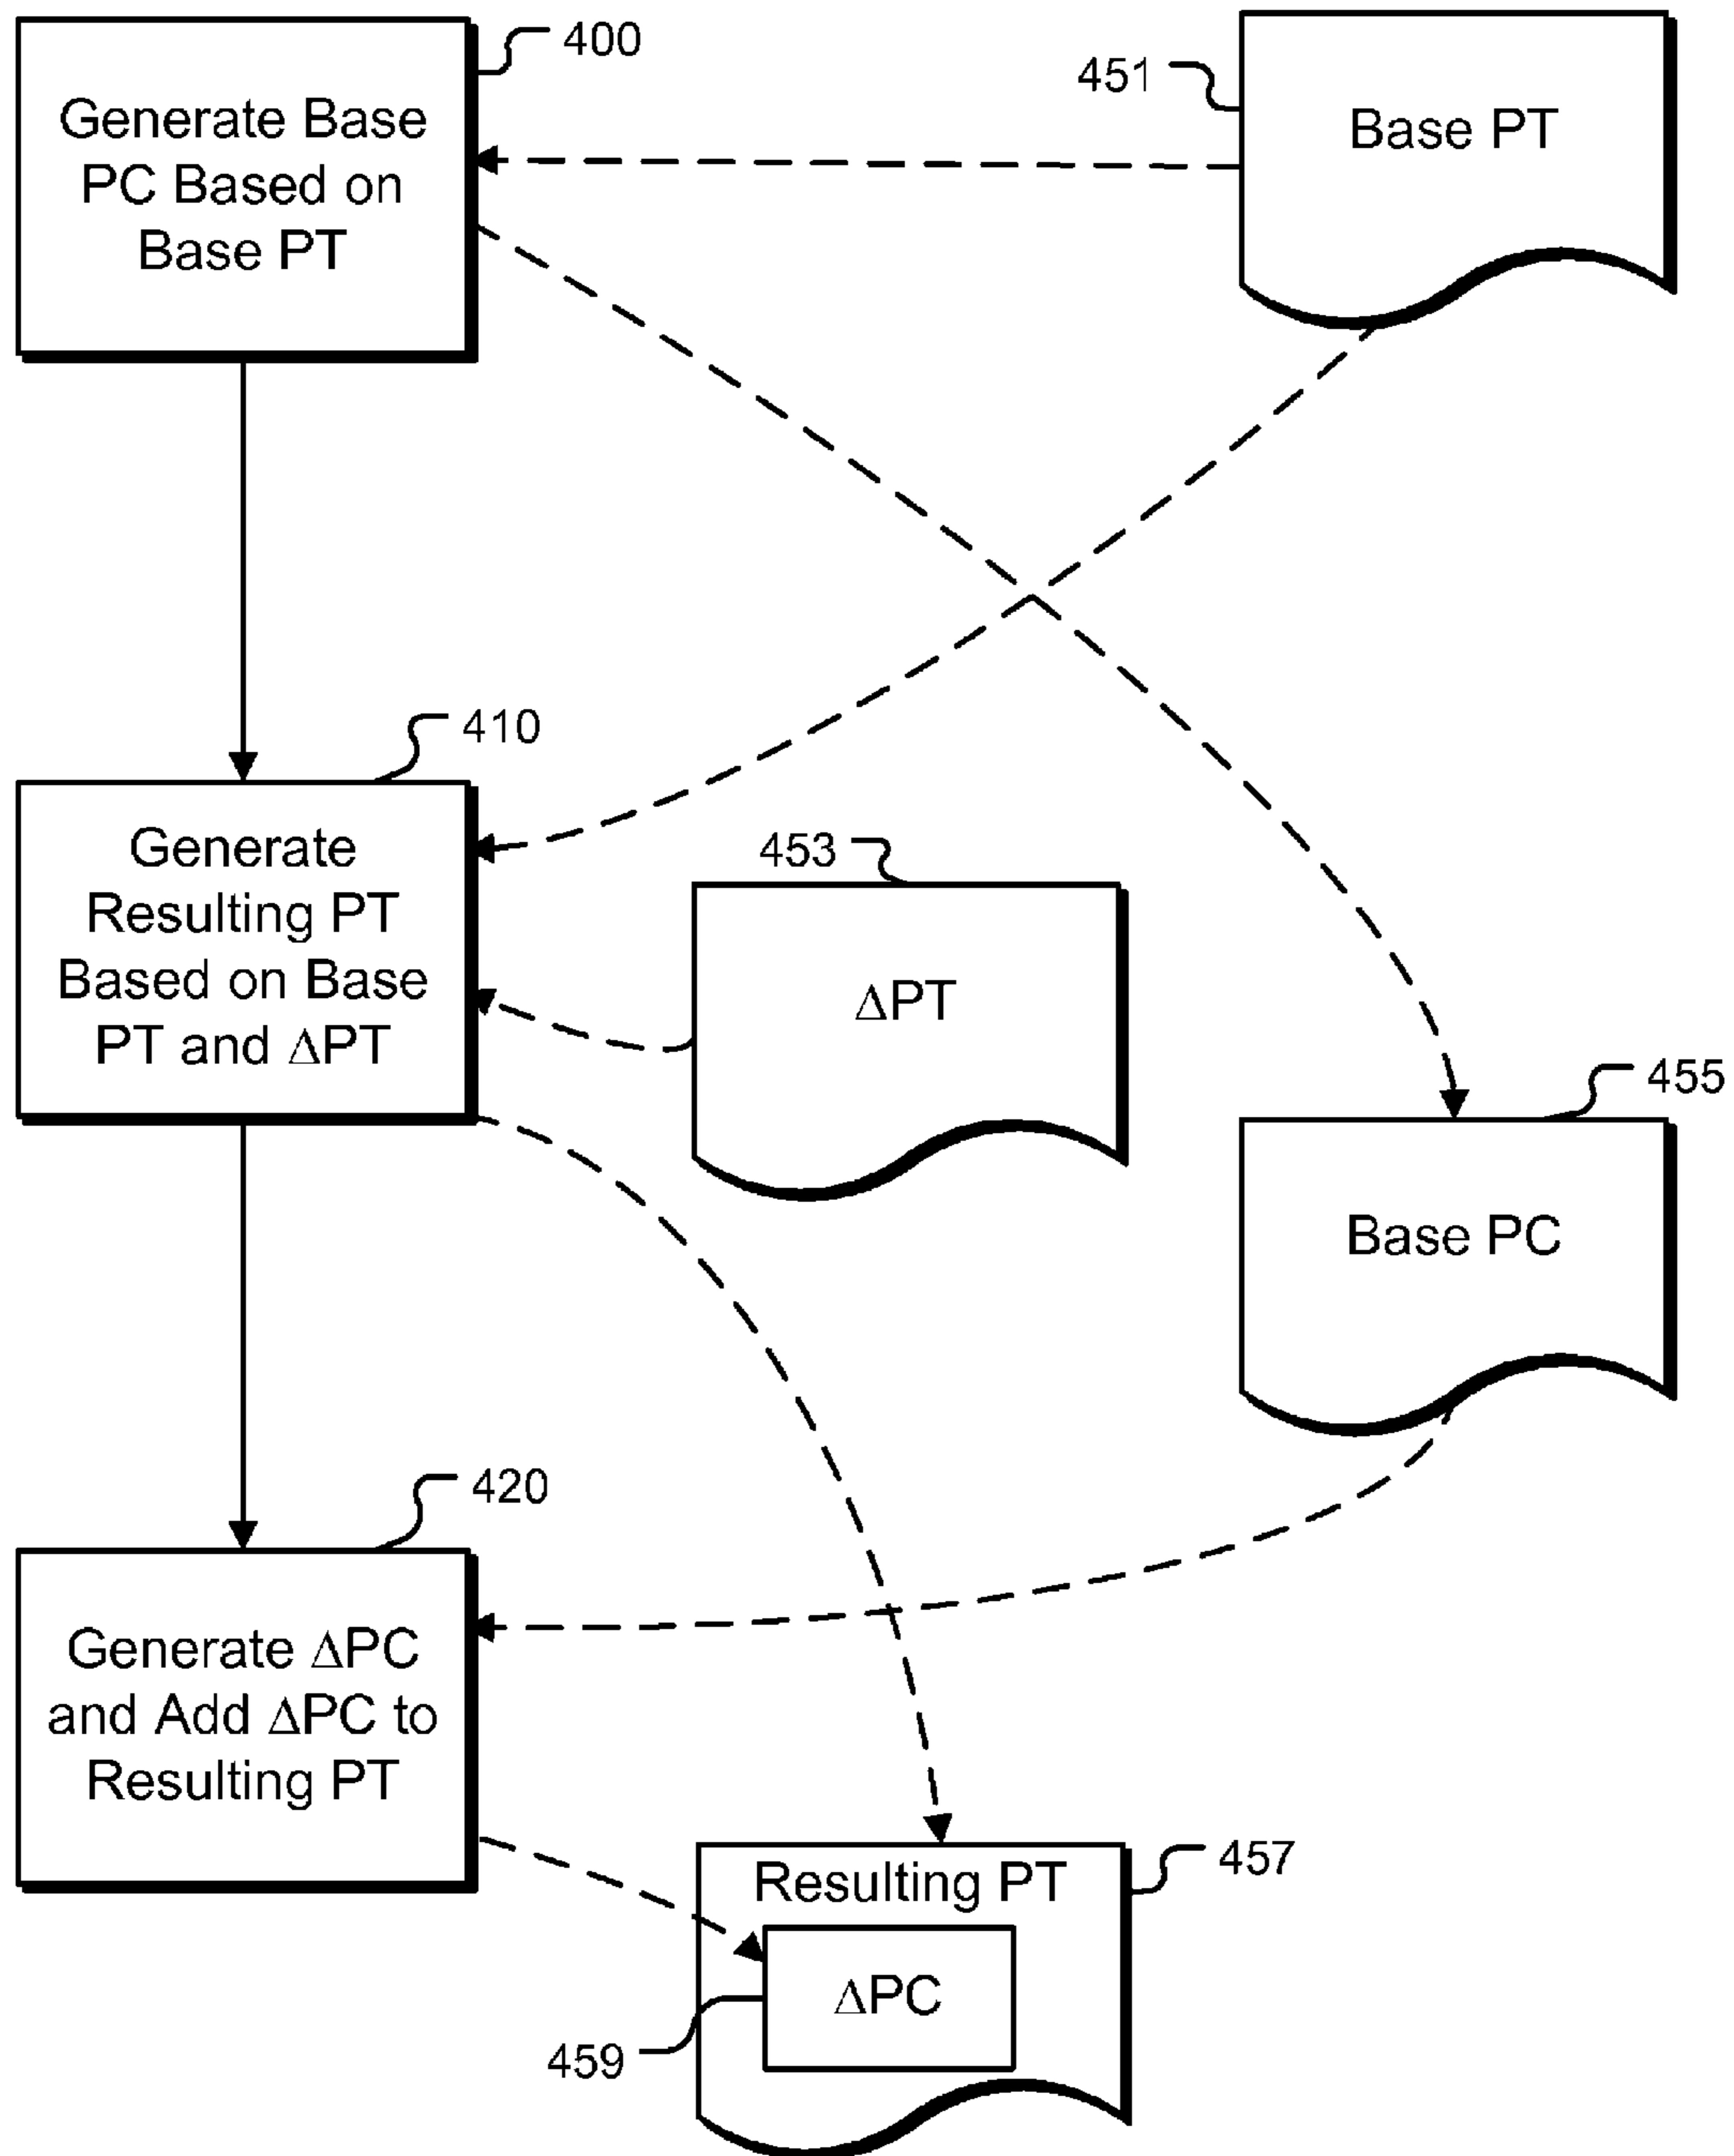 400
Generate Base
PC Based on
Base PT
451
Base PT
410
Generate
Resulting PT
Based on Base
PT and ΔPT
453
ΔPT
455
Base PC
420
Generate ΔPC
and Add ΔPC to
Resulting PT
457
Resulting PT
ΔPC
459